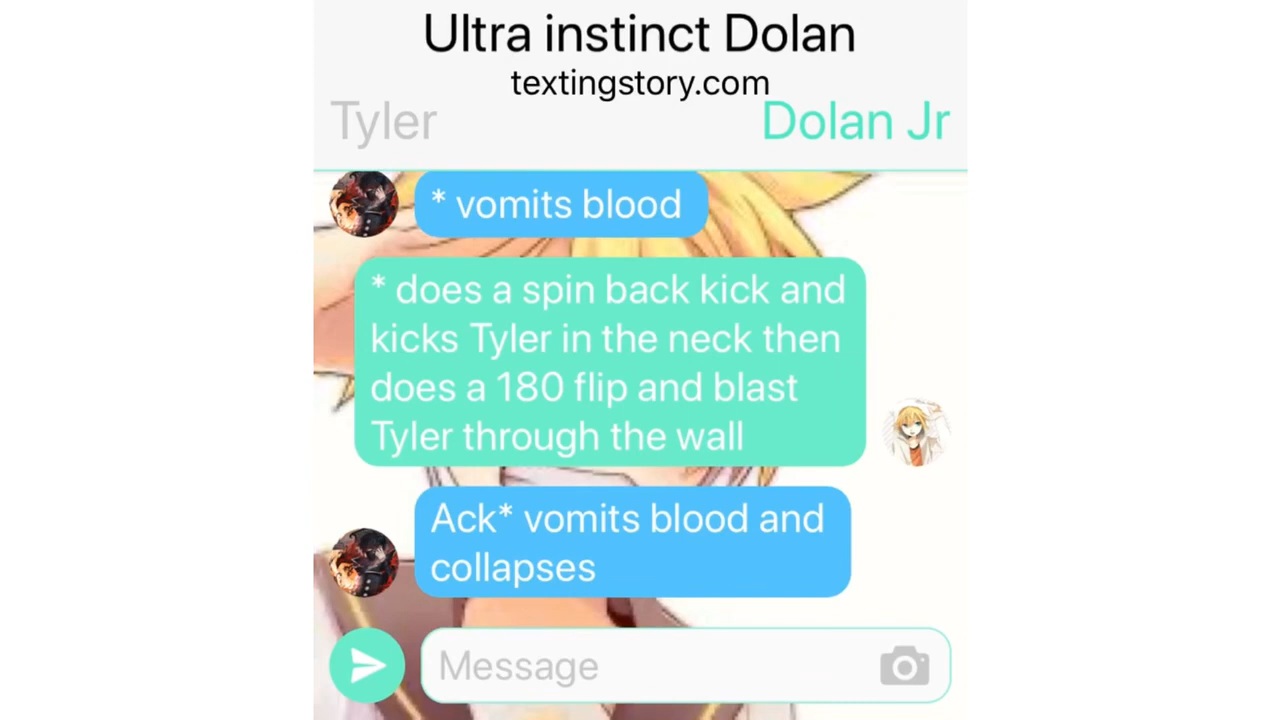 Ultra instinct Dolan
textingstory.com
Tyler
Dolan Jr
* vomits blood
* does a spin back kick and
kicks Tyler in the neck then
does a 180 flip and blast
Tyler through the wall
Ack* vomits blood and
collapses
Message